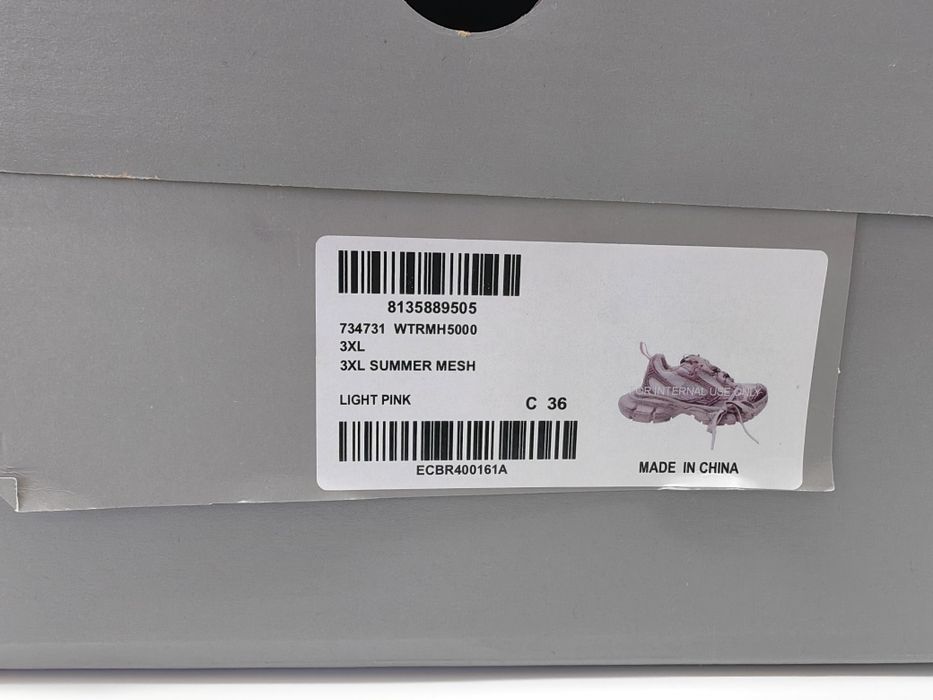 8135889505
734731 WTRMH5000
3XL
3XL SUMMER MESH
LIGHT PINK
C 36
FOR INTERNAL USE ONLY
ECBR400161A
MADE IN CHINA